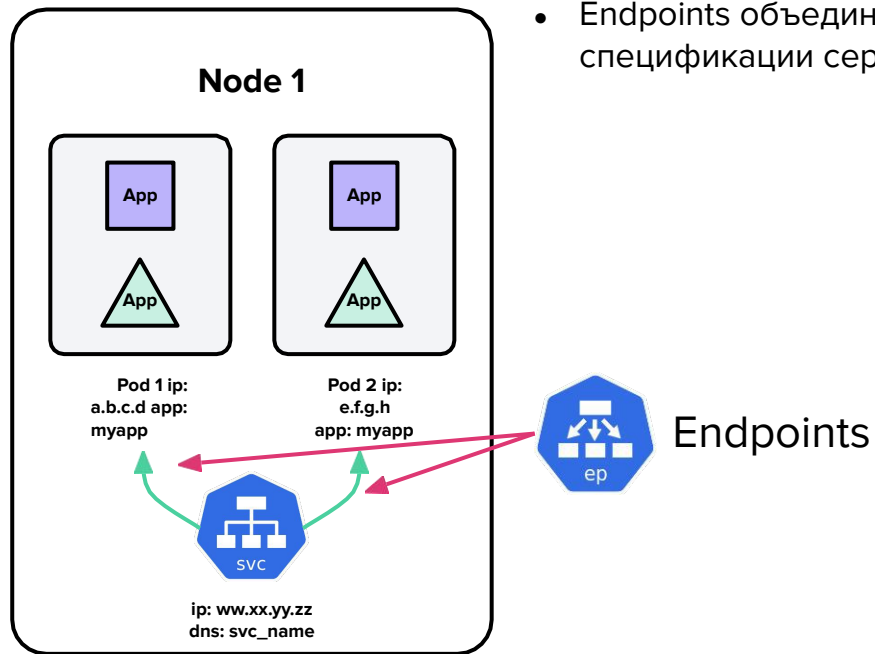 Endpoints объедин
спецификации сер
Node 1
App
App
App
App
Pod 1 ip:
a.b.c.d app:
myapp
Pod 2 ip:
e.f.g.h
app: myapp
ep
Endpoints
svc
ip: ww.xx.yy.zz
dns: svc_name